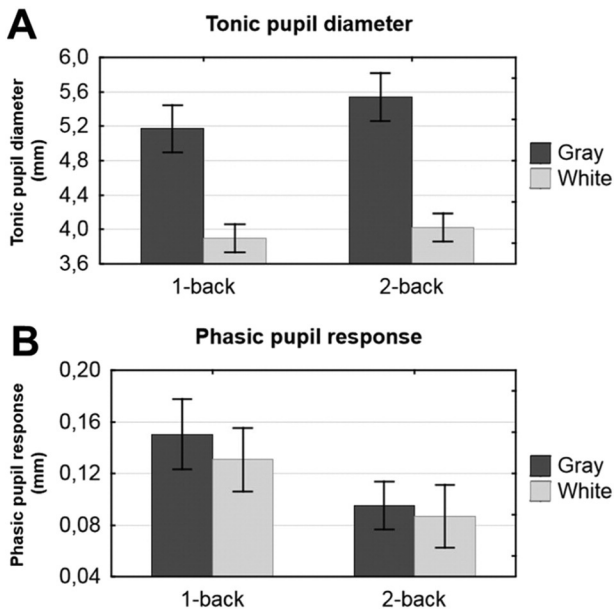 A
Tonic pupil diameter
Tonic pupil diameter
(mm)
6,0
5,6
5,2
4,8
4,4
4,0
3,6
1-back
2-back
Gray
White
B
Phasic pupil response
Phasic pupil response
(mm)
0,20
0,16
0,12
0,08
0,04
1-back
2-back
Gray
White